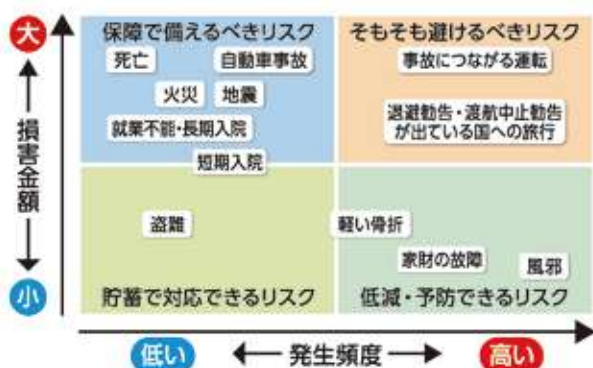 大
損害金額
小
保障で備えるべきリスク
死亡
自動車事故
火災
地震
就業不能・長期入院
短期入院
そもそも避けるべきリスク
事故につながる運転
退避勧告・渡航中止勧告
が出ている国への旅行
盗難
貯蓄で対応できるリスク
軽い骨折
家財の故障
風邪
低減・予防できるリスク
低い
発生頻度
高い